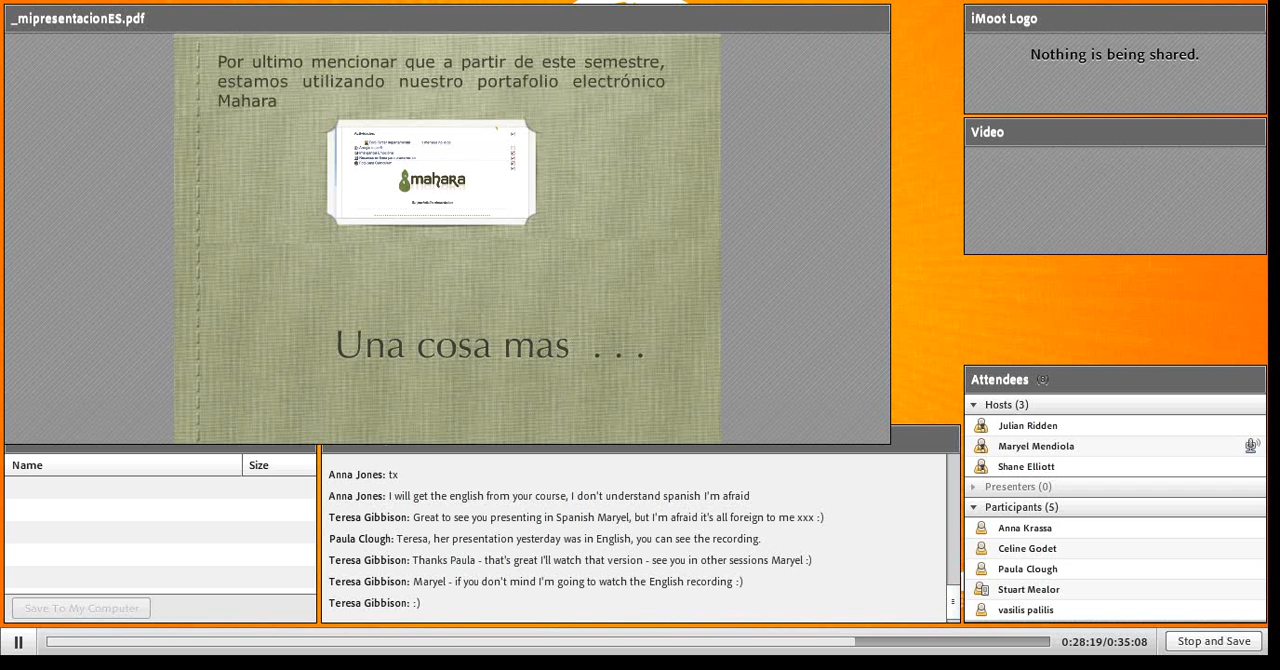 _mipresentacionES.pdf
Por ultimo mencionar que a partir de este semestre,
estamos utilizando nuestro portafolio electrónico
Mahara
mahara
Una cosa mas . . .
Name
Size
Save To My Computer
Anna Jones: tx
Anna Jones: I will get the english from your course, I don't understand spanish I'm afraid
Teresa Gibbison: Great to see you presenting in Spanish Maryel, but I'm afraid it's all foreign to me xxx :)
Paula Clough: Teresa, her presentation yesterday was in English, you can see the recording.
Teresa Gibbison: Thanks Paula - that's great I'll watch that version - see you in other sessions Maryel :)
Teresa Gibbison: Maryel - if you don't mind I'm going to watch the English recording :)
Teresa Gibbison: :)
iMoot Logo
Nothing is being shared.
Video
Attendees (8)
Hosts (3)
Julian Ridden
Maryel Mendiola
Shane Elliott
Presenters (0)
Participants (5)
Anna Krassa
Celine Godet
Paula Clough
Stuart Mealor
vasilis palilis
0:28:19/0:35:08
Stop and Save